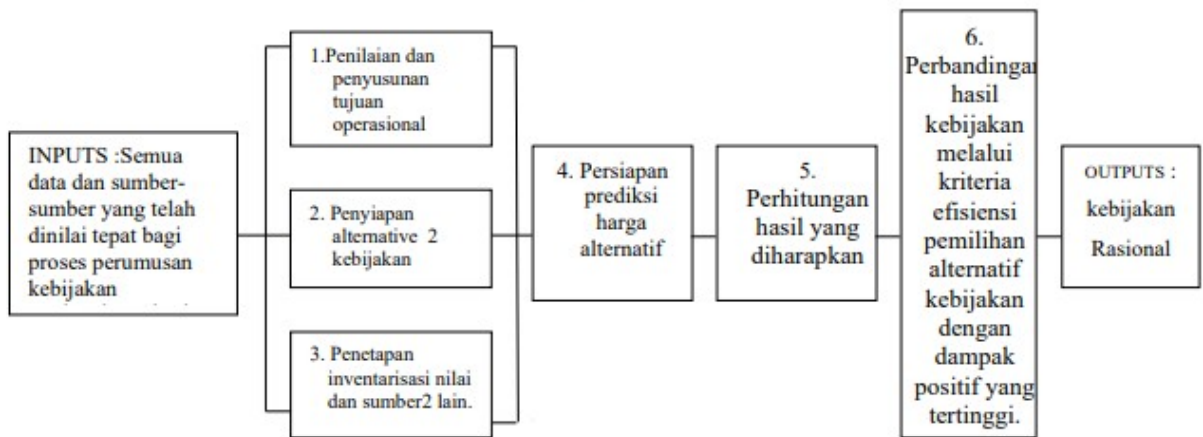 INPUTS :Semua
data dan sumber-
sumber yang telah
dinilai tepat bagi
proses perumusan
kebijakan
1.Penilaian dan
penyusunan
tujuan
operasional
2. Penyiapan
alternative 2
kebijakan
3. Penetapan
inventarisasi nilai
dan sumber2 lain.
4. Persiapan
prediksi
harga
alternatif
5.
Perhitungan
hasil yang
diharapkan
6.
Perbandingan
hasil
kebijakan
melalui
kriteria
efisiensi
pemilihan
alternatif
kebijakan
dengan
dampak
positif yang
tertinggi.
OUTPUTS :
kebijakan
Rasional